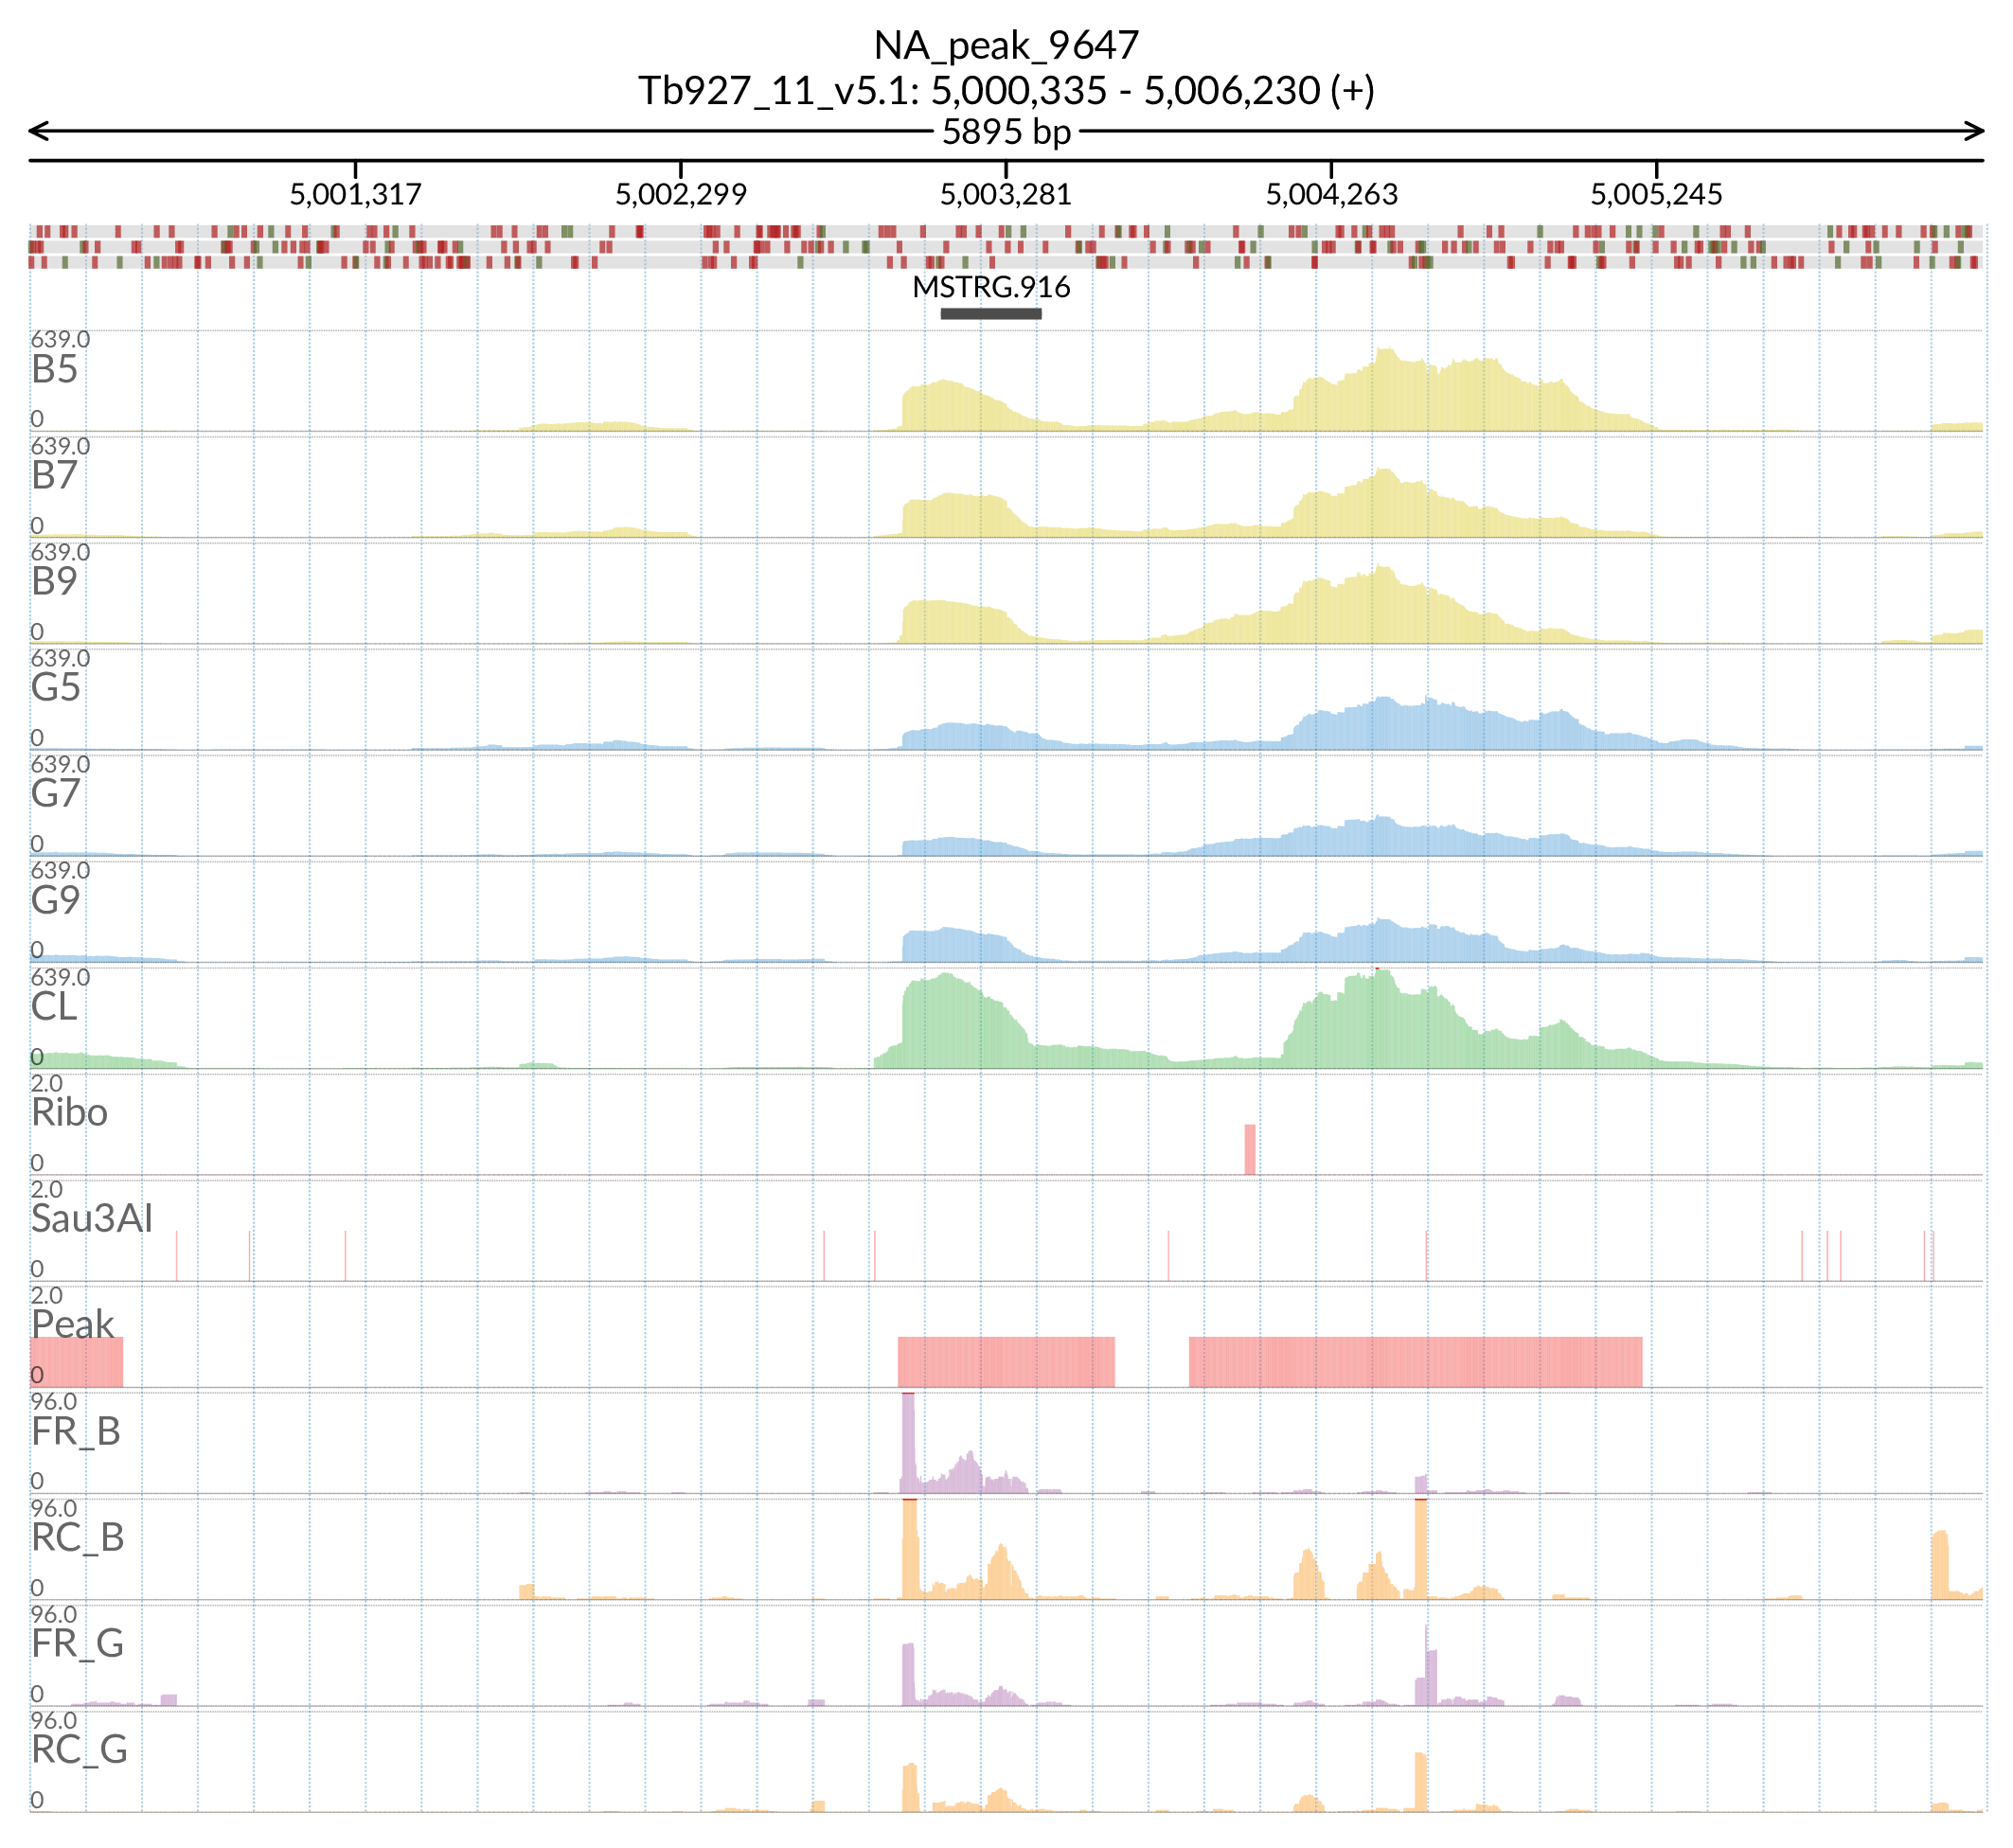 NA_peak_9647
Tb927_11_v5.1: 5,000,335 - 5,006,230 (+)
5895 bp
5,001,317 5,002,299 5,003,281 5,004,263 5,005,245
MSTRG.916
639.0
B5
0
639.0
B7
0
639.0
B9
0
639.0
G5
0
639.0
G7
0
639.0
G9
0
639.0
CL
0
2.0
Ribo
0
2.0
Sau3AI
0
2.0
Peak
0
96.0
FR_B
0
96.0
RC_B
0
96.0
FR_G
0
96.0
RC_G
0